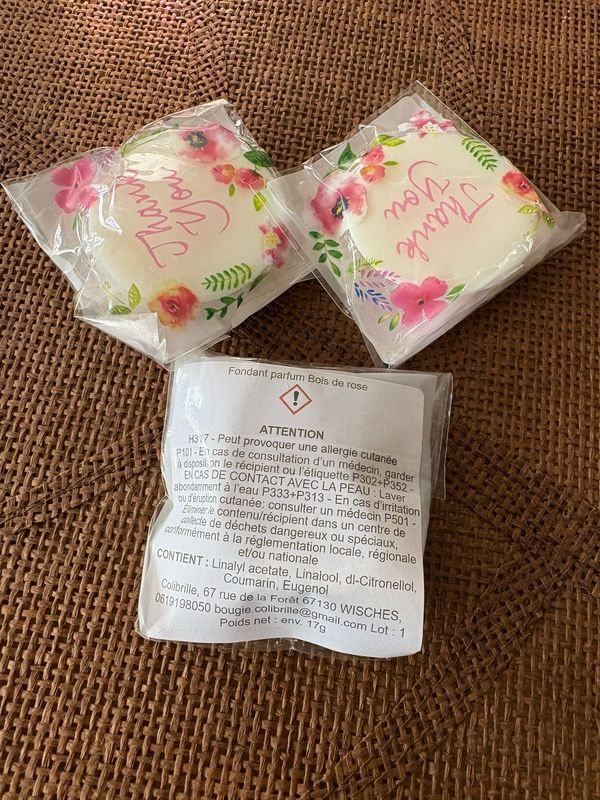 Thank
You
Thank
You
Fondant parfum Bois de rose
ATTENTION
H317 - Peut provoquer une allergie cutanée
P101 - En cas de consultation d'un médecin, garder
à disposition le récipient ou l'étiquette P302+P352 -
EN CAS DE CONTACT AVEC LA PEAU : Laver
abondamment à l'eau P333+P313 - En cas d'irritation
ou d'éruption cutanée: consulter un médecin P501 -
Eliminer le contenu/récipient dans un centre de
collecte de déchets dangereux ou spéciaux,
conformément à la réglementation locale, régionale
et/ou nationale
CONTIENT : Linalyl acetate, Linalool, dl-Citronellol,
Coumarin, Eugenol
Colibrille, 67 rue de la Forêt 67130 WISCHES,
0619198050 bougie.colibrille@gmail.com Lot : 1
Poids net : env. 17g